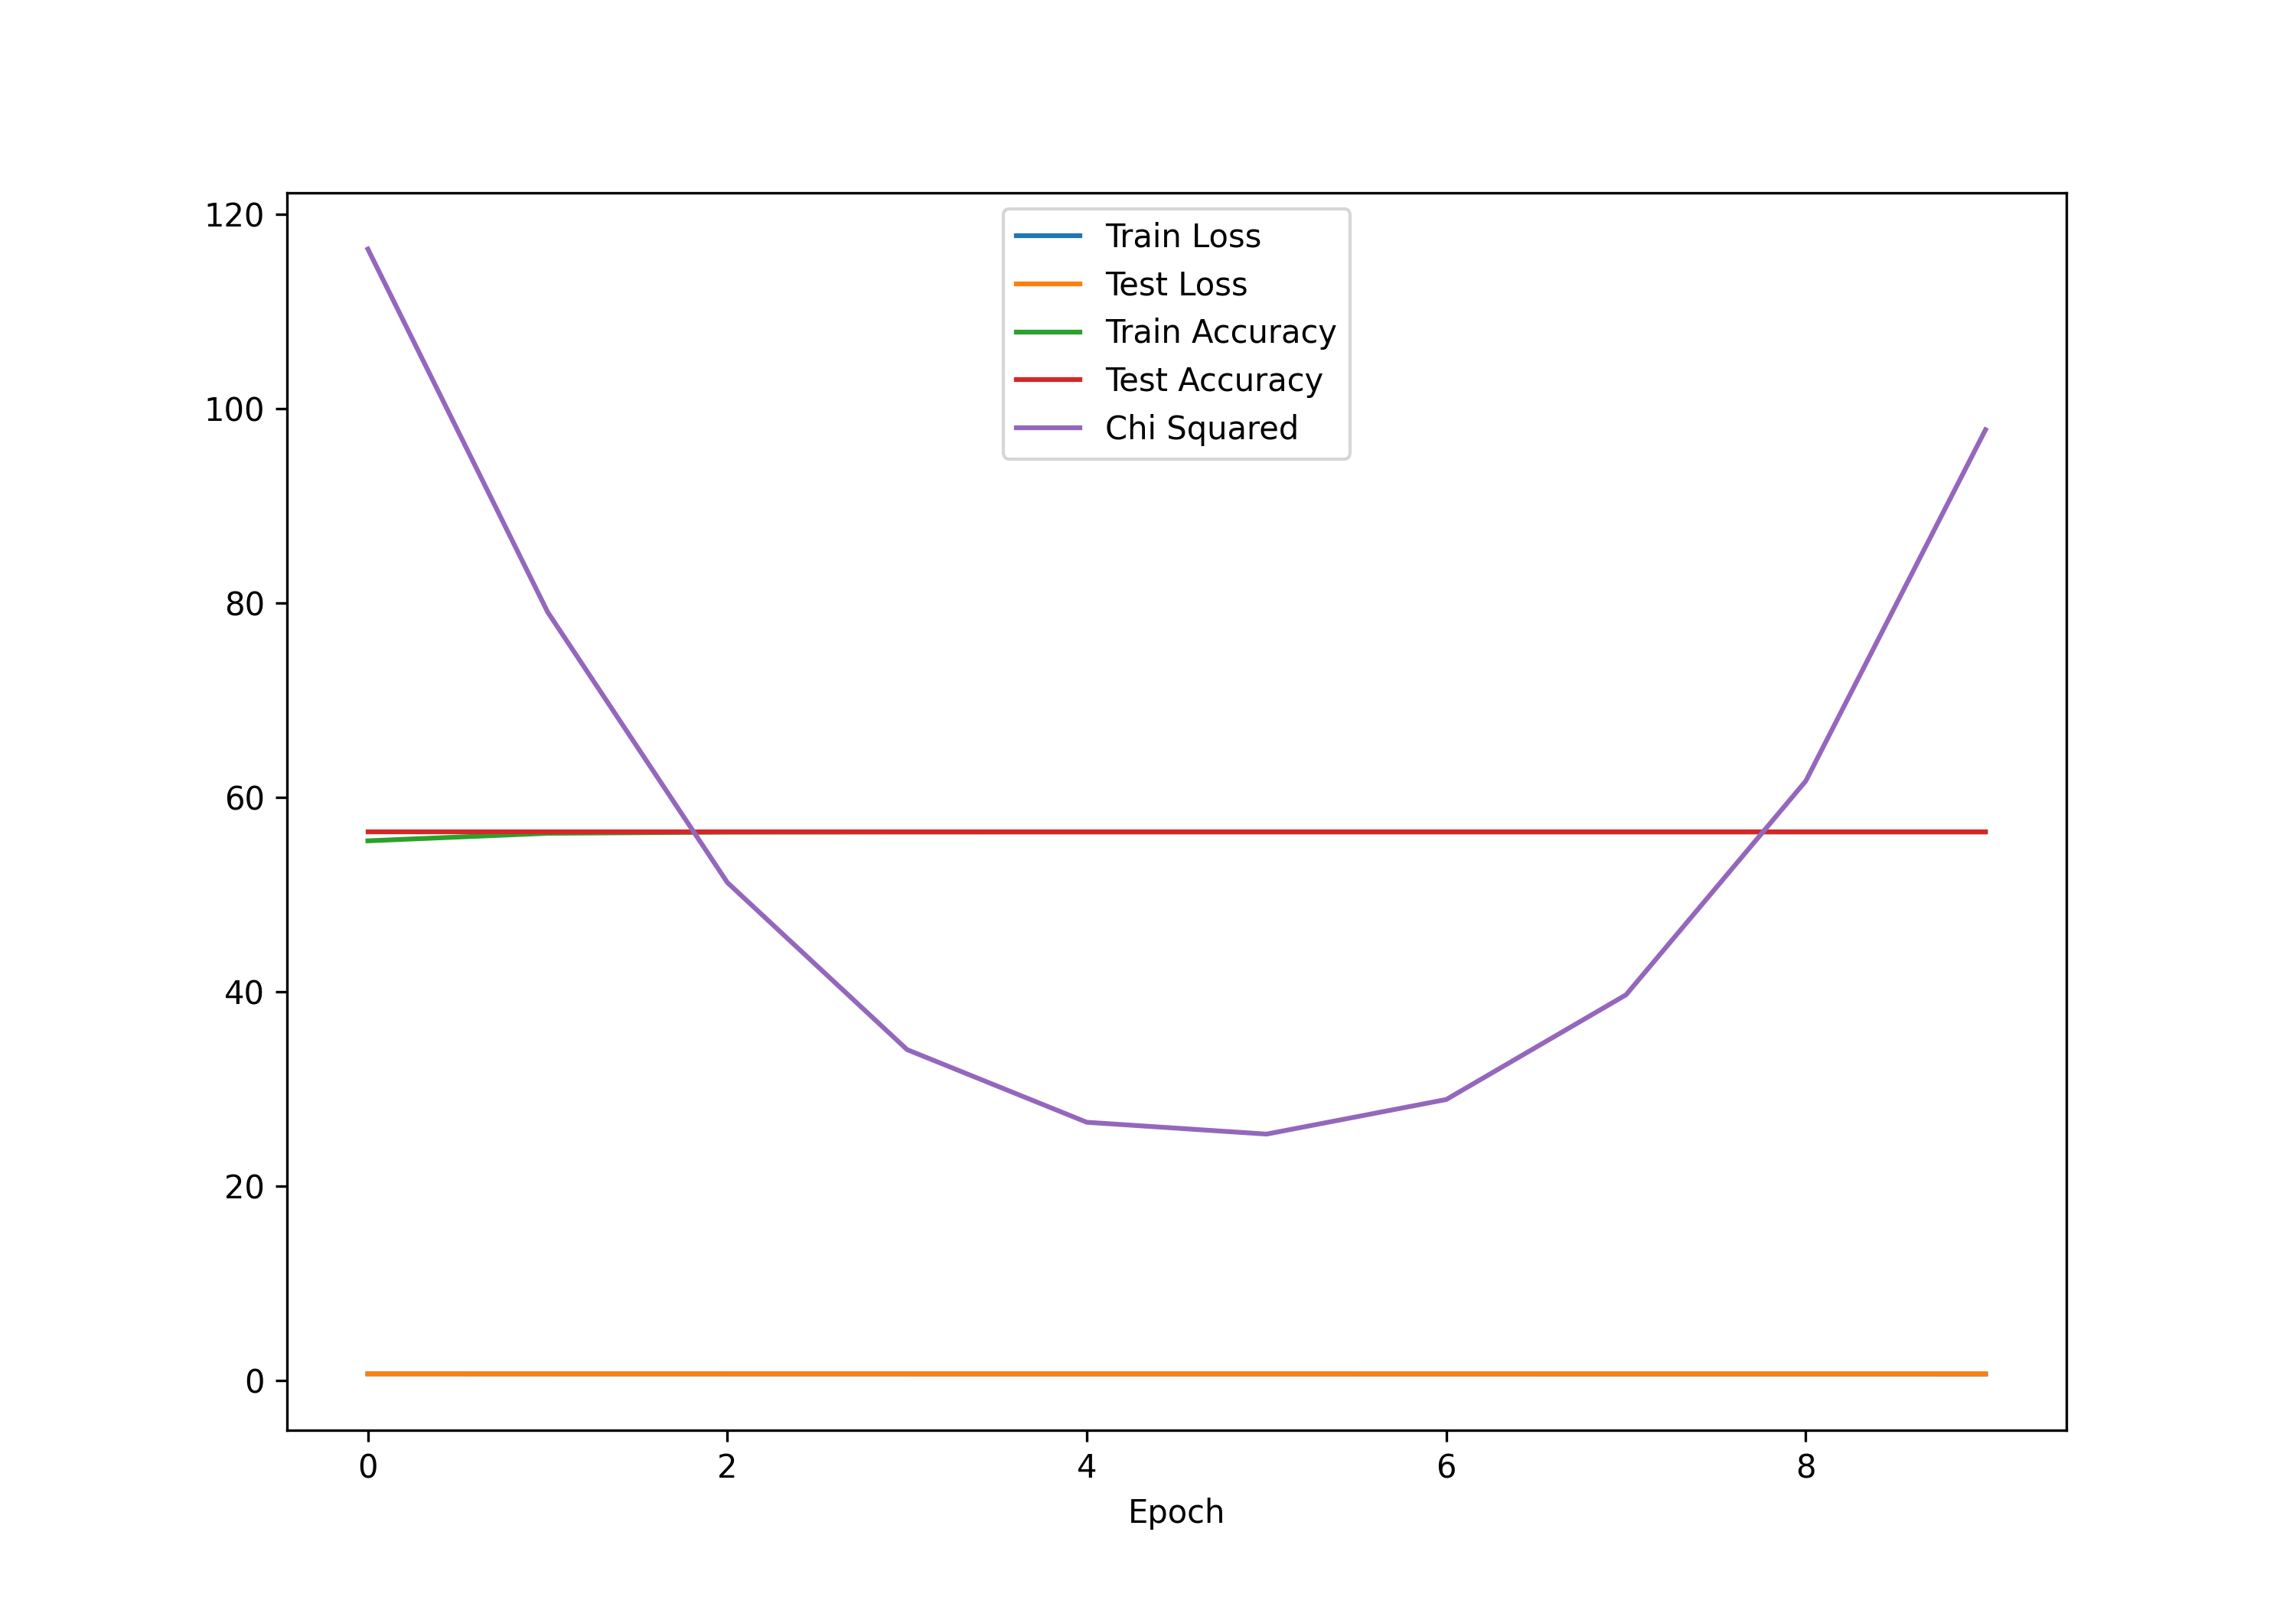 120
100
80
60
40
20
0
Train Loss
Test Loss
Train Accuracy
Test Accuracy
Chi Squared
0 2 4 6 8
Epoch